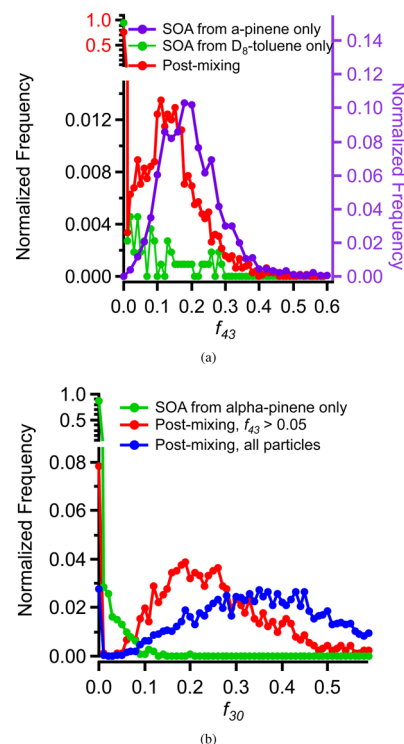 1.0
0.5
SOA from a-pinene only
SOA from D8-toluene only
Post-mixing
0.14
0.12
0.10
0.08
0.06
0.04
0.02
0.00
Normalized Frequency
0.012
0.008
0.004
0.000
Normalized Frequency
0.0 0.1 0.2 0.3 0.4 0.5 0.6
f43
(a)
1.0
0.5
SOA from alpha-pinene only
Post-mixing, f43 > 0.05
Post-mixing, all particles
0.08
0.06
0.04
0.02
0.00
Normalized Frequency
0.0 0.1 0.2 0.3 0.4 0.5
f30
(b)